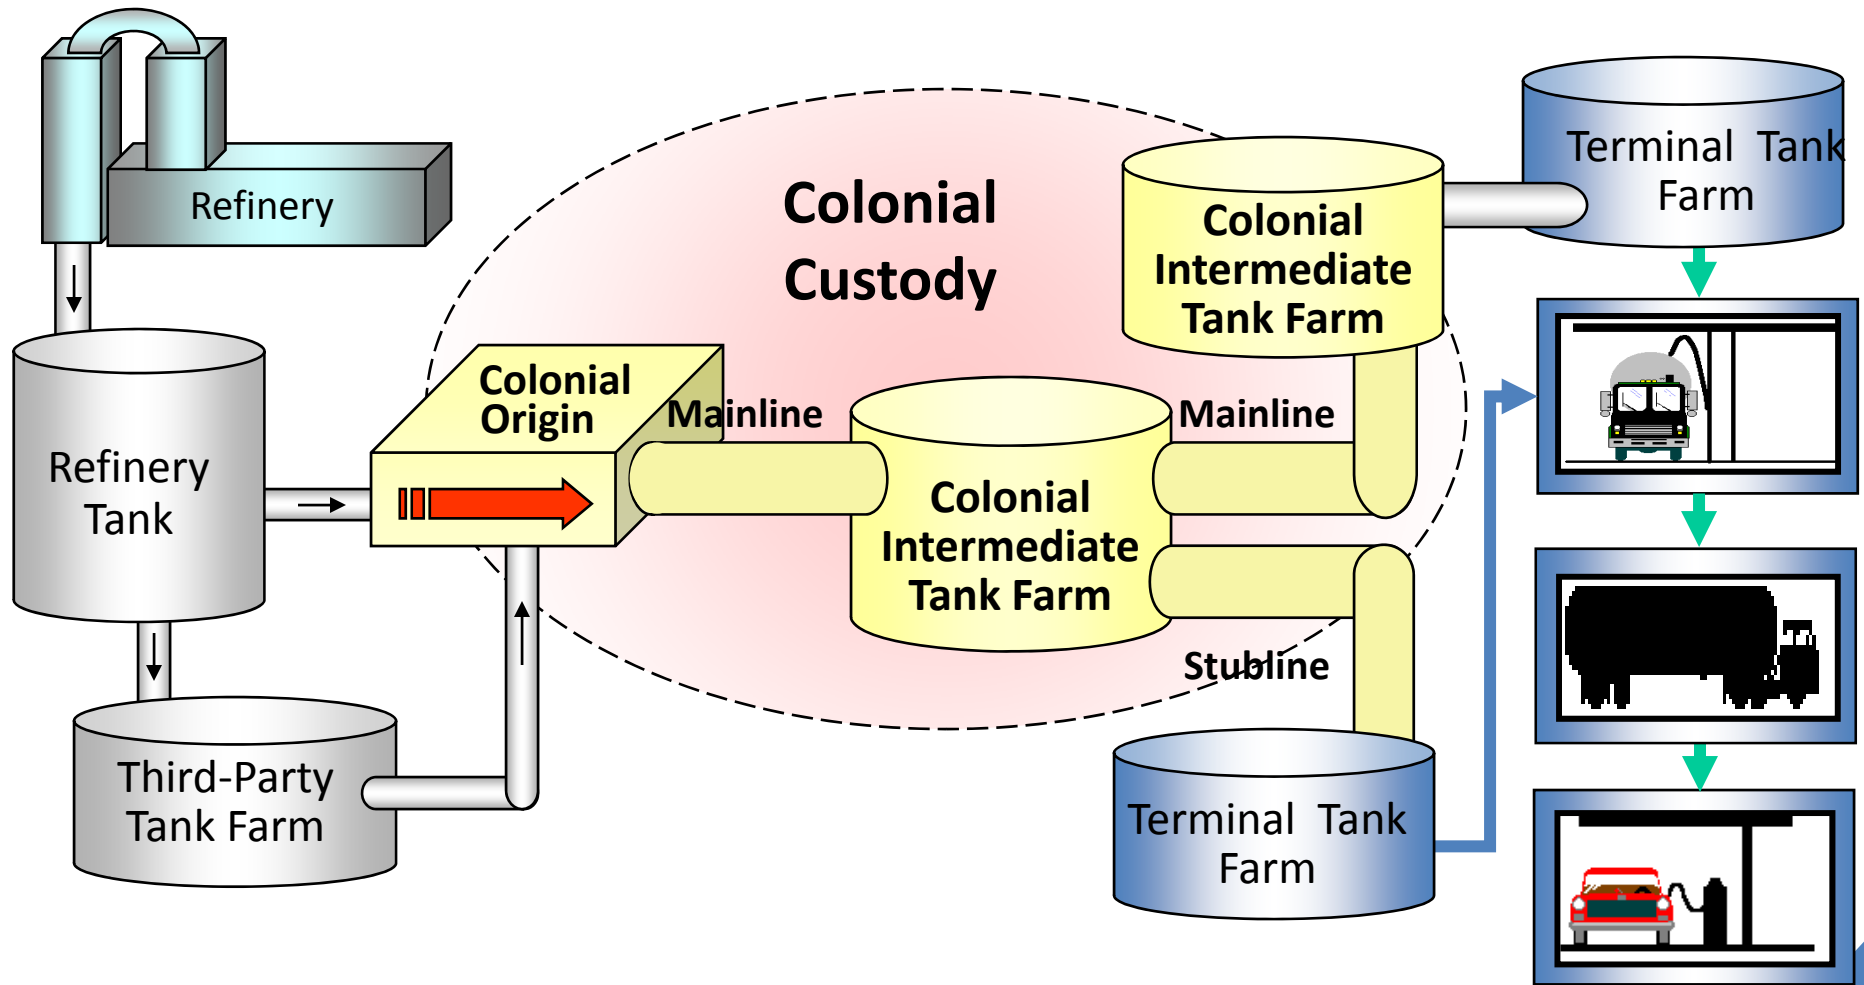 Refinery
Refinery
Tank
Third-Party
Tank Farm
Colonial
Origin
Colonial
Custody
Mainline
Colonial
Intermediate
Tank Farm
Mainline
Colonial
Intermediate
Tank Farm
Stubline
Terminal Tank
Farm
Terminal Tank
Farm